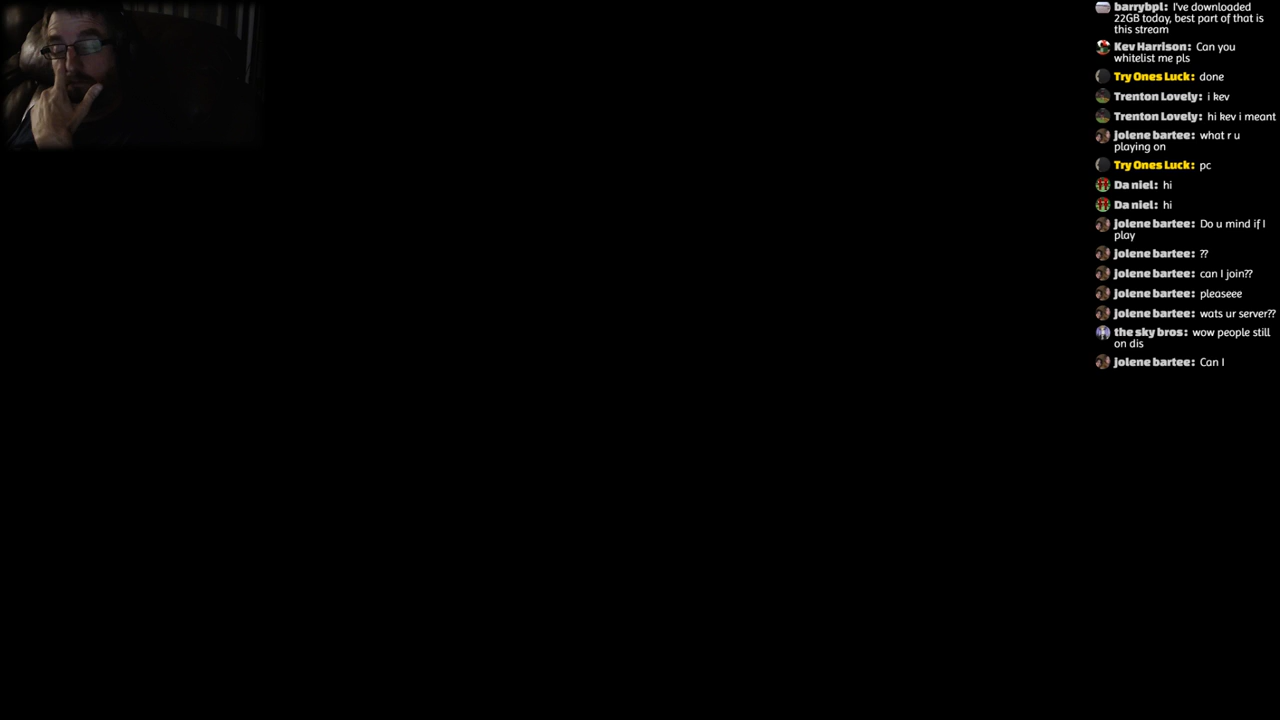 barrybpl: I've downloaded
22GB today, best part of that is
this stream
Kev Harrison: Can you
whitelist me pls
Try Ones Luck: done
Trenton Lovely: i kev
Trenton Lovely: hi kev i meant
jolene bartee: what r u
playing on
Try Ones Luck: pc
Da niel: hi
Da niel: hi
jolene bartee: Do u mind if I
play
jolene bartee: ??
jolene bartee: can I join??
jolene bartee: pleaseee
jolene bartee: wats ur server??
the sky bros: wow people still
on dis
jolene bartee: Can I